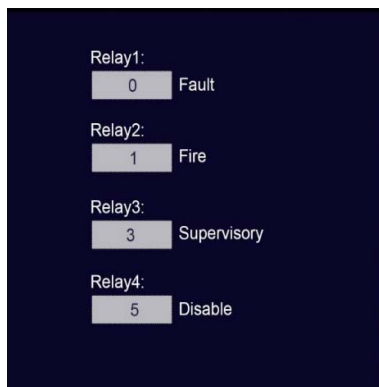 Relay1:
0 Fault
Relay2:
1 Fire
Relay3:
3 Supervisory
Relay4:
5 Disable